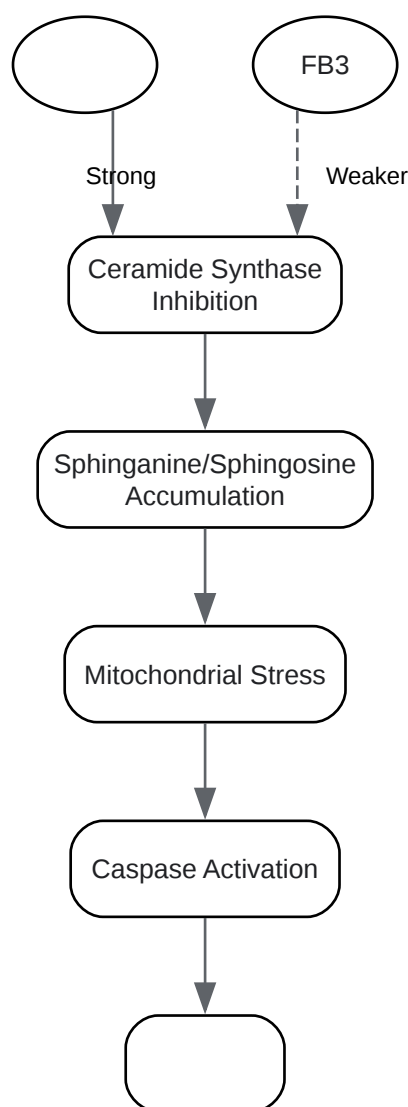 FB3
Strong
Weaker
Ceramide Synthase
Inhibition
Sphinganine/Sphingosine
Accumulation
Mitochondrial Stress
Caspase Activation